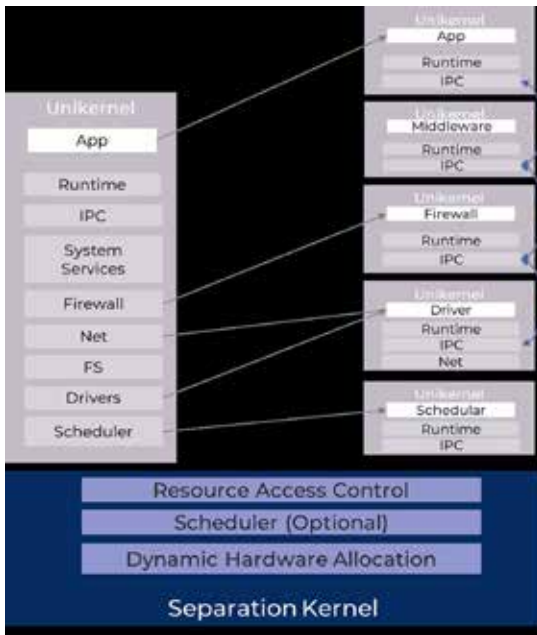 Unikernel
App
Runtime
IPC
System
Services
Firewall
Net
FS
Drivers
Scheduler
Unikernel
App
Runtime
IPC
Unikernel
Middleware
Runtime
IPC
Unikernel
Firewall
Runtime
IPC
Unikernel
Driver
Runtime
IPC
Net
Unikernel
Schedular
Runtime
IPC
Resource Access Control
Scheduler (Optional)
Dynamic Hardware Allocation
Separation Kernel